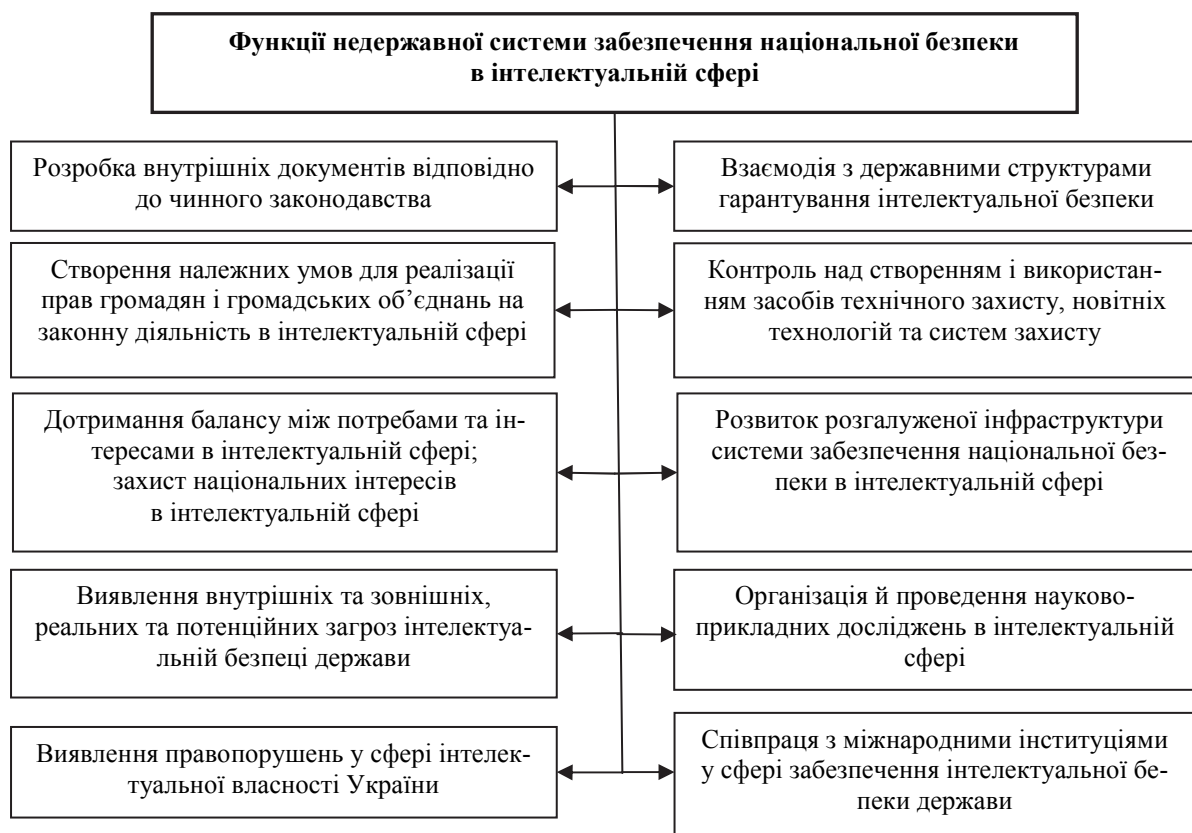 Функції недержавної системи забезпечення національної безпеки
в інтелектуальній сфері
Розробка внутрішніх документів відповідно
до чинного законодавства
Взаємодія з державними структурами
гарантування інтелектуальної безпеки
Створення належних умов для реалізації
прав громадян і громадських об’єднань на
законну діяльність в інтелектуальній сфері
Контроль над створенням і використан-
ням засобів технічного захисту, новітніх
технологій та систем захисту
Дотримання балансу між потребами та ін-
тересами в інтелектуальній сфері;
захист національних інтересів
в інтелектуальній сфері
Розвиток розгалуженої інфраструктури
системи забезпечення національної без-
пеки в інтелектуальній сфері
Виявлення внутрішніх та зовнішніх,
реальних та потенційних загроз інтелектуа-
льній безпеці держави
Організація й проведення науково-
прикладних досліджень в інтелектуальній
сфері
Виявлення правопорушень у сфері інтелек-
туальної власності України
Співпраця з міжнародними інституціями
у сфері забезпечення інтелектуальної бе-
зпеки держави